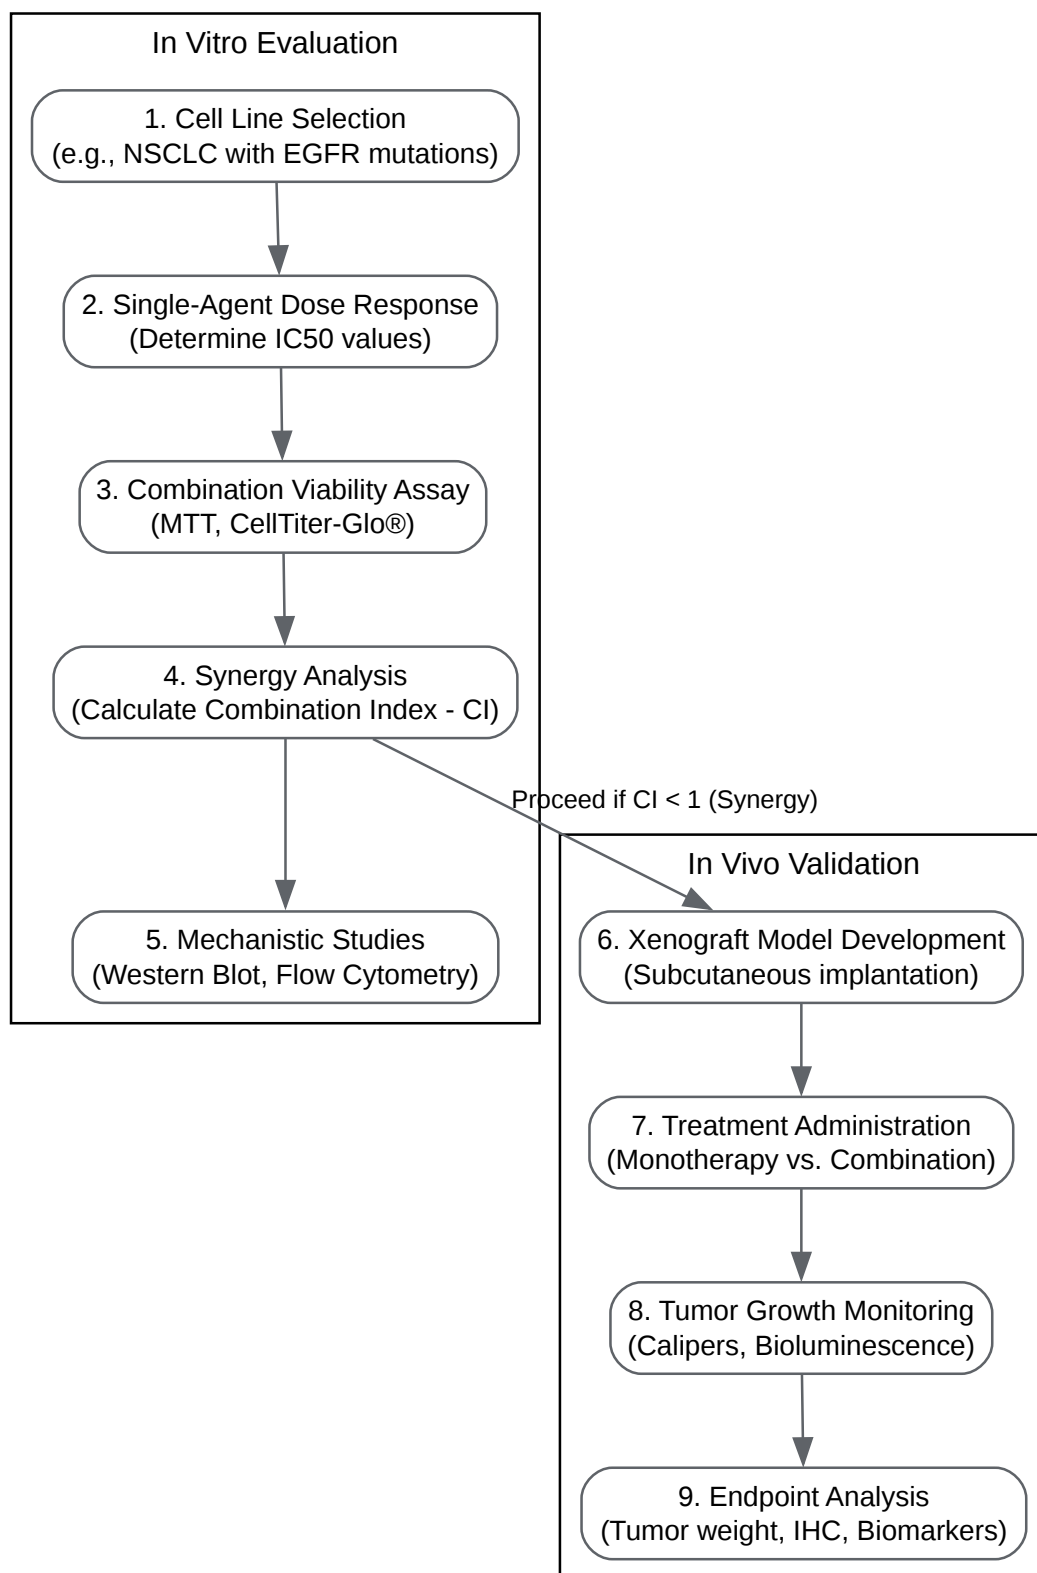 In Vitro Evaluation
1. Cell Line Selection
(e.g., NSCLC with EGFR mutations)
2. Single-Agent Dose Response
(Determine IC50 values)
3. Combination Viability Assay
(MTT, CellTiter-Glo®)
4. Synergy Analysis
(Calculate Combination Index - CI)
Proceed if CI < 1 (Synergy)
5. Mechanistic Studies
(Western Blot, Flow Cytometry)
In Vivo Validation
6. Xenograft Model Development
(Subcutaneous implantation)
7. Treatment Administration
(Monotherapy vs. Combination)
8. Tumor Growth Monitoring
(Calipers, Bioluminescence)
9. Endpoint Analysis
(Tumor weight, IHC, Biomarkers)